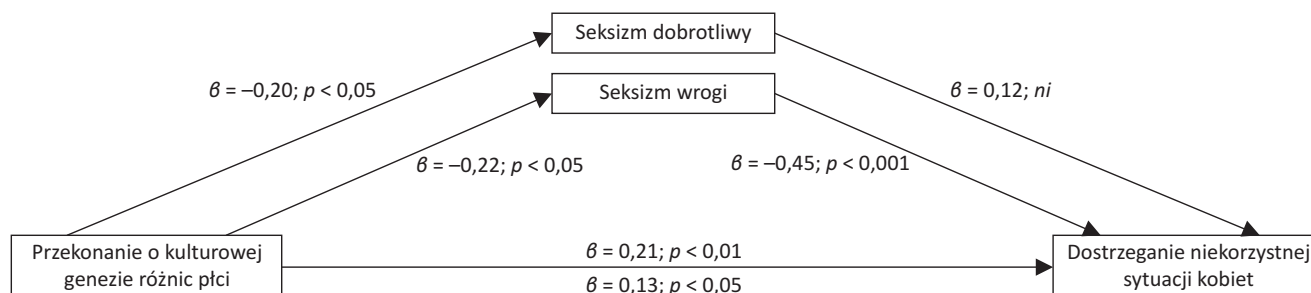 Seksizm dobrotliwy
β = –0,20; p < 0,05
Seksizm wrogi
β = 0,12; ni
β = –0,22; p < 0,05
β = –0,45; p < 0,001
Przekonanie o kulturowej
genezie różnic płci
β = 0,21; p < 0,01
β = 0,13; p < 0,05
Dostrzeganie niekorzystnej
sytuacji kobiet